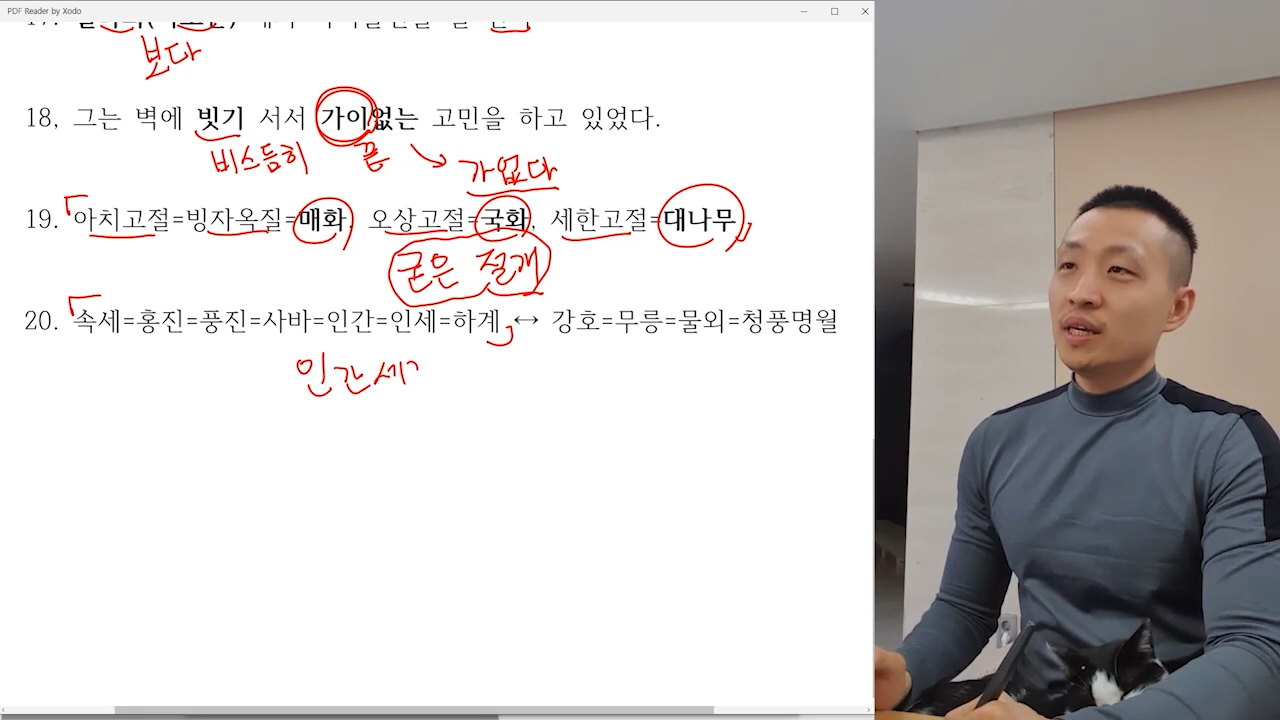 PDF Reader by Xodo
보다
18, 그는 벽에 빗기 서서 가이없는 고민을 하고 있었다.
비스듬히 끝
가없다
19. 아치고절=빙자옥질=매화, 오상고절=국화, 세한고절=대나무
굳은 절개
20. 속세=홍진=풍진=사바=인간=인세=하계 ↔ 강호=무릉=물외=청풍명월
인간세